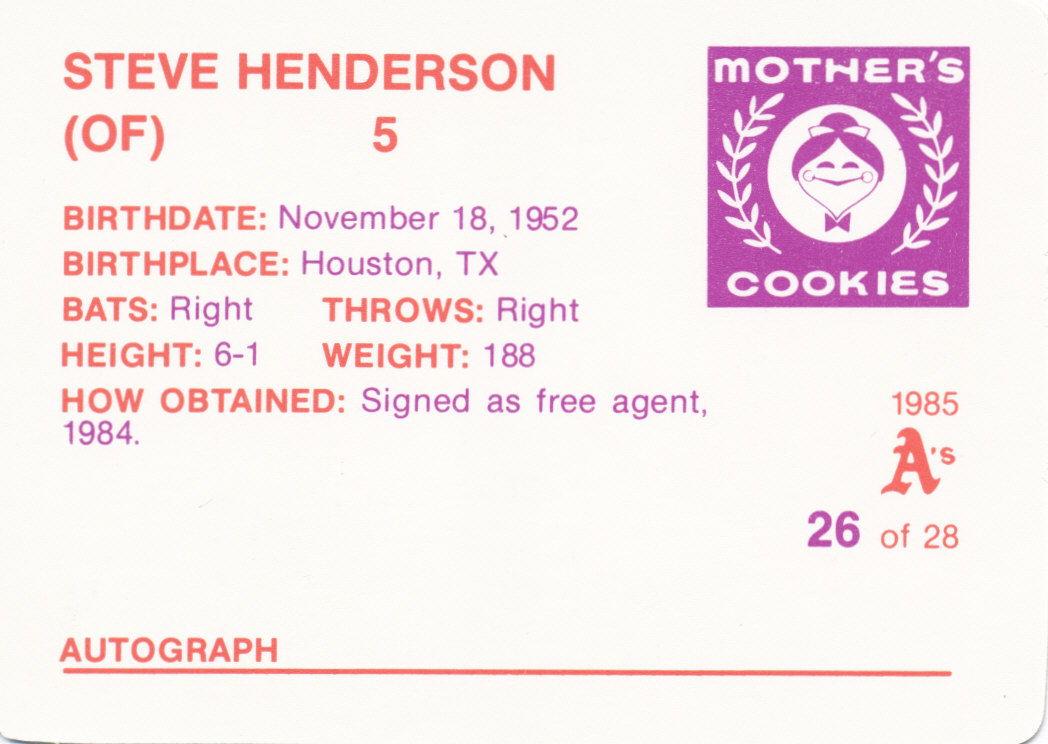 STEVE HENDERSON
(OF) 5
MOTHER'S
COOKIES
BIRTHDATE: November 18, 1952
BIRTHPLACE: Houston, TX
BATS: Right THROWS: Right
HEIGHT: 6-1 WEIGHT: 188
HOW OBTAINED: Signed as free agent,
1984.
1985
A's
26 of 28
AUTOGRAPH